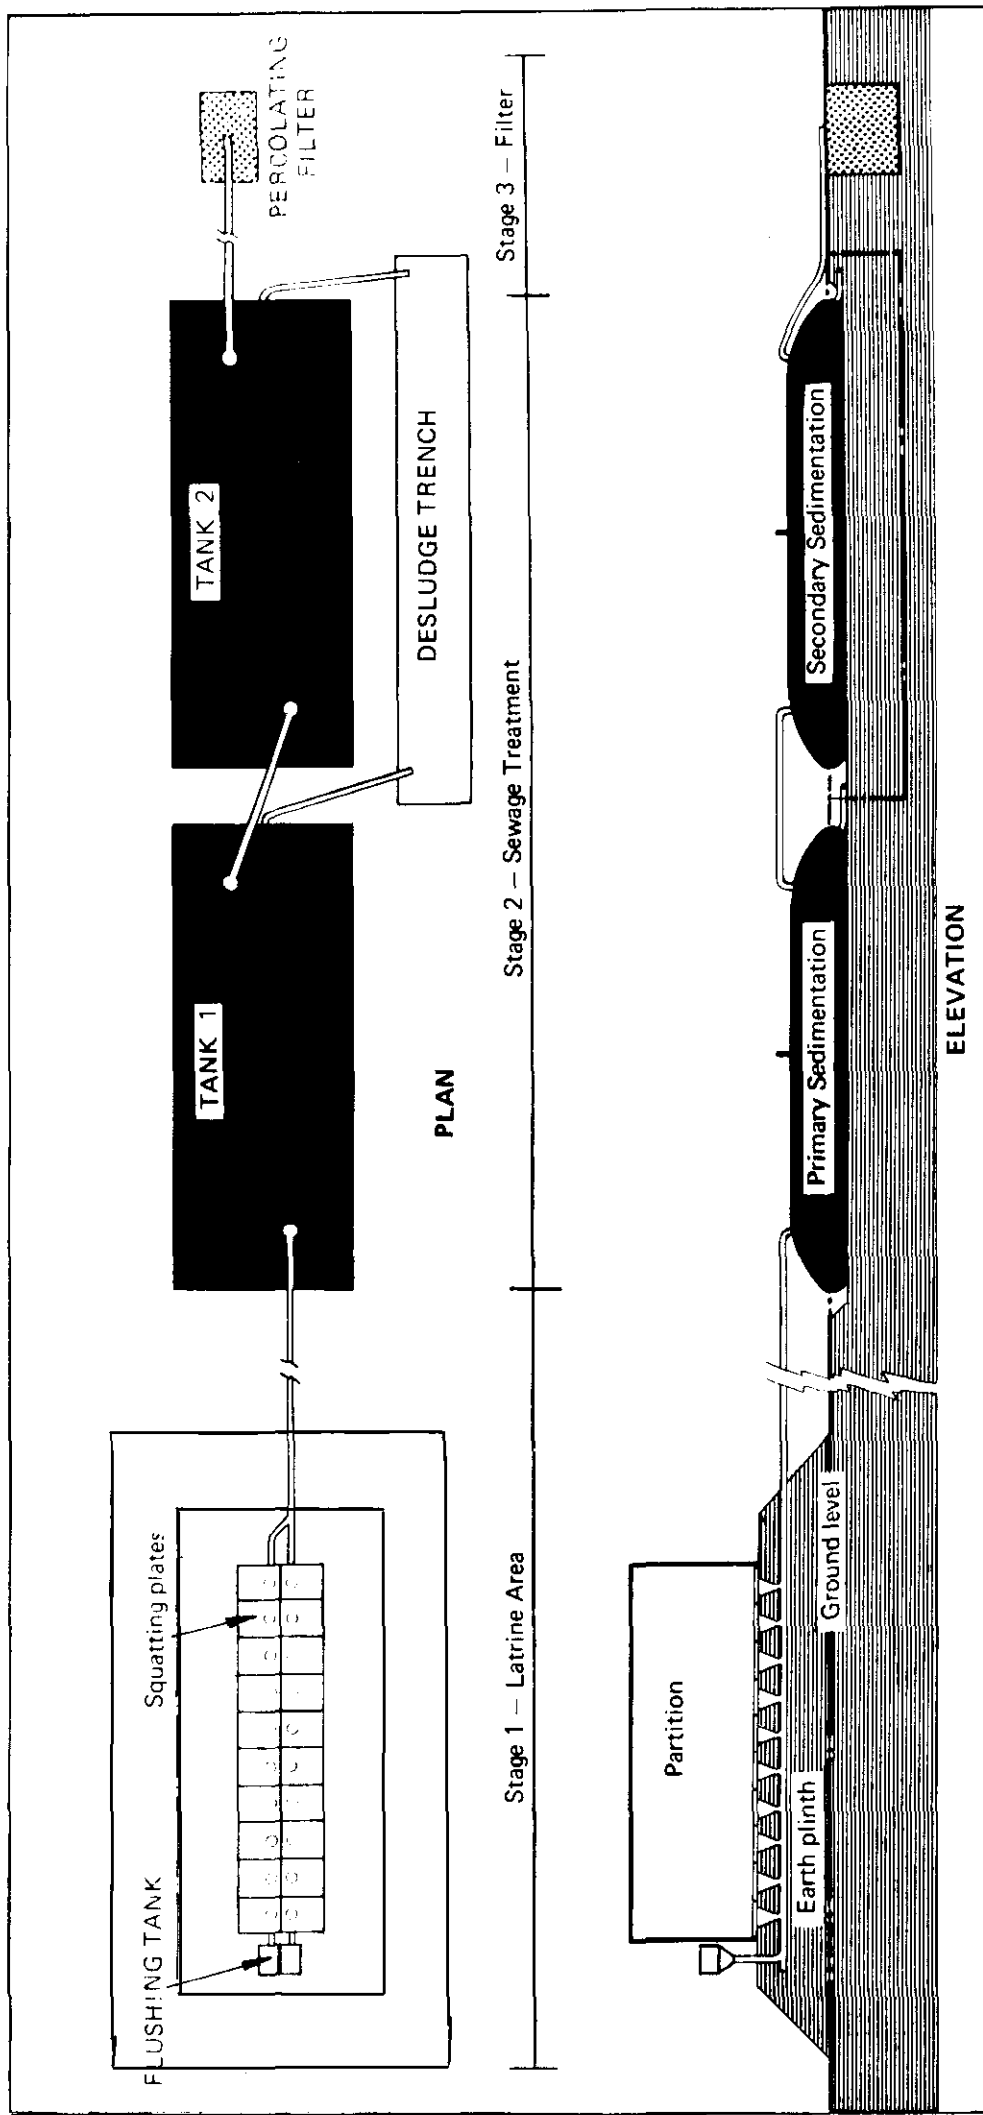 FLUSHING TANK
Squatting plates
TANK 1
TANK 2
PERCOLATING
FILTER
DESLUDGE TRENCH
PLAN
Stage 1 – Latrine Area
Stage 2 – Sewage Treatment
Stage 3 – Filter
Partition
Earth plinth
Ground level
Primary Sedimentation
Secondary Sedimentation
ELEVATION